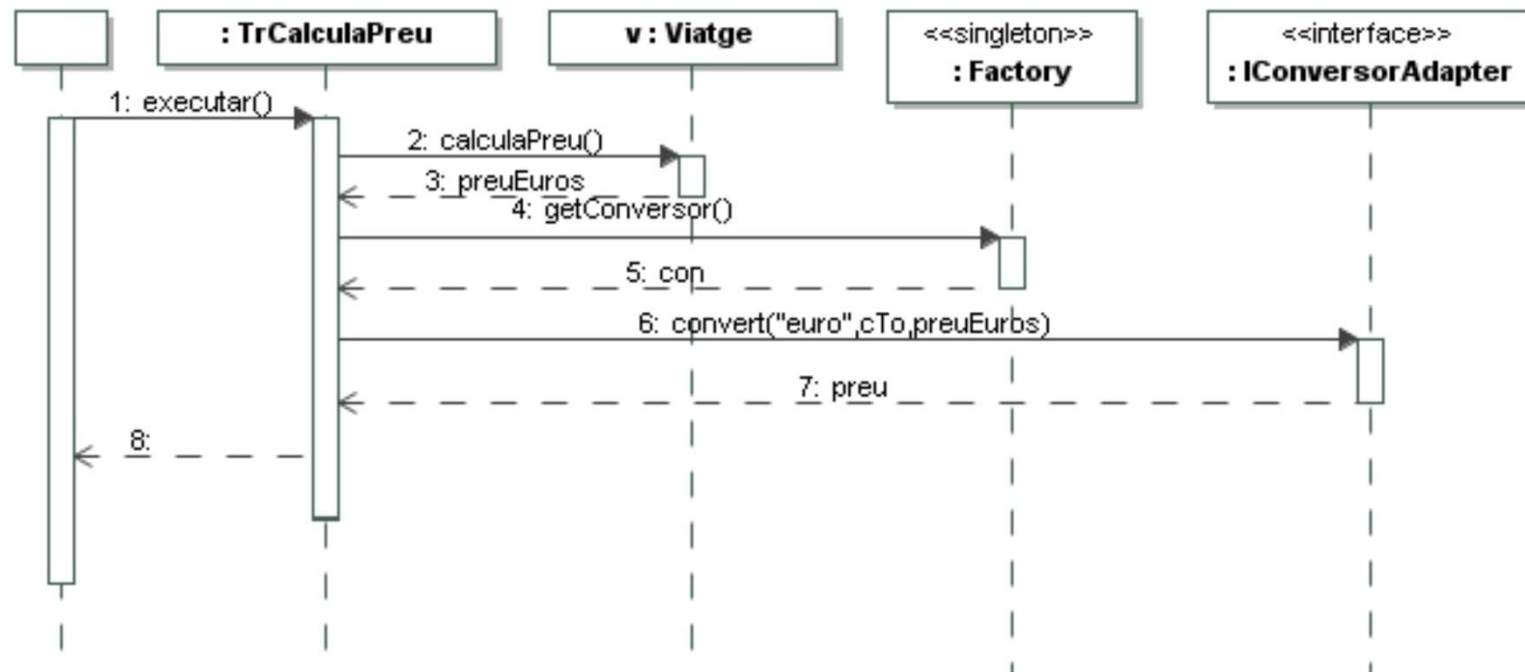 : TrCalculaPreu
v : Viatge
<<singleton>>
: Factory
<<interface>>
: IConversorAdapter
1: executar()
2: calculaPreu()
3: preuEuros
4: getConversor()
5: con
6: convert("euro",cTo,preuEuros)
7: preu
8: